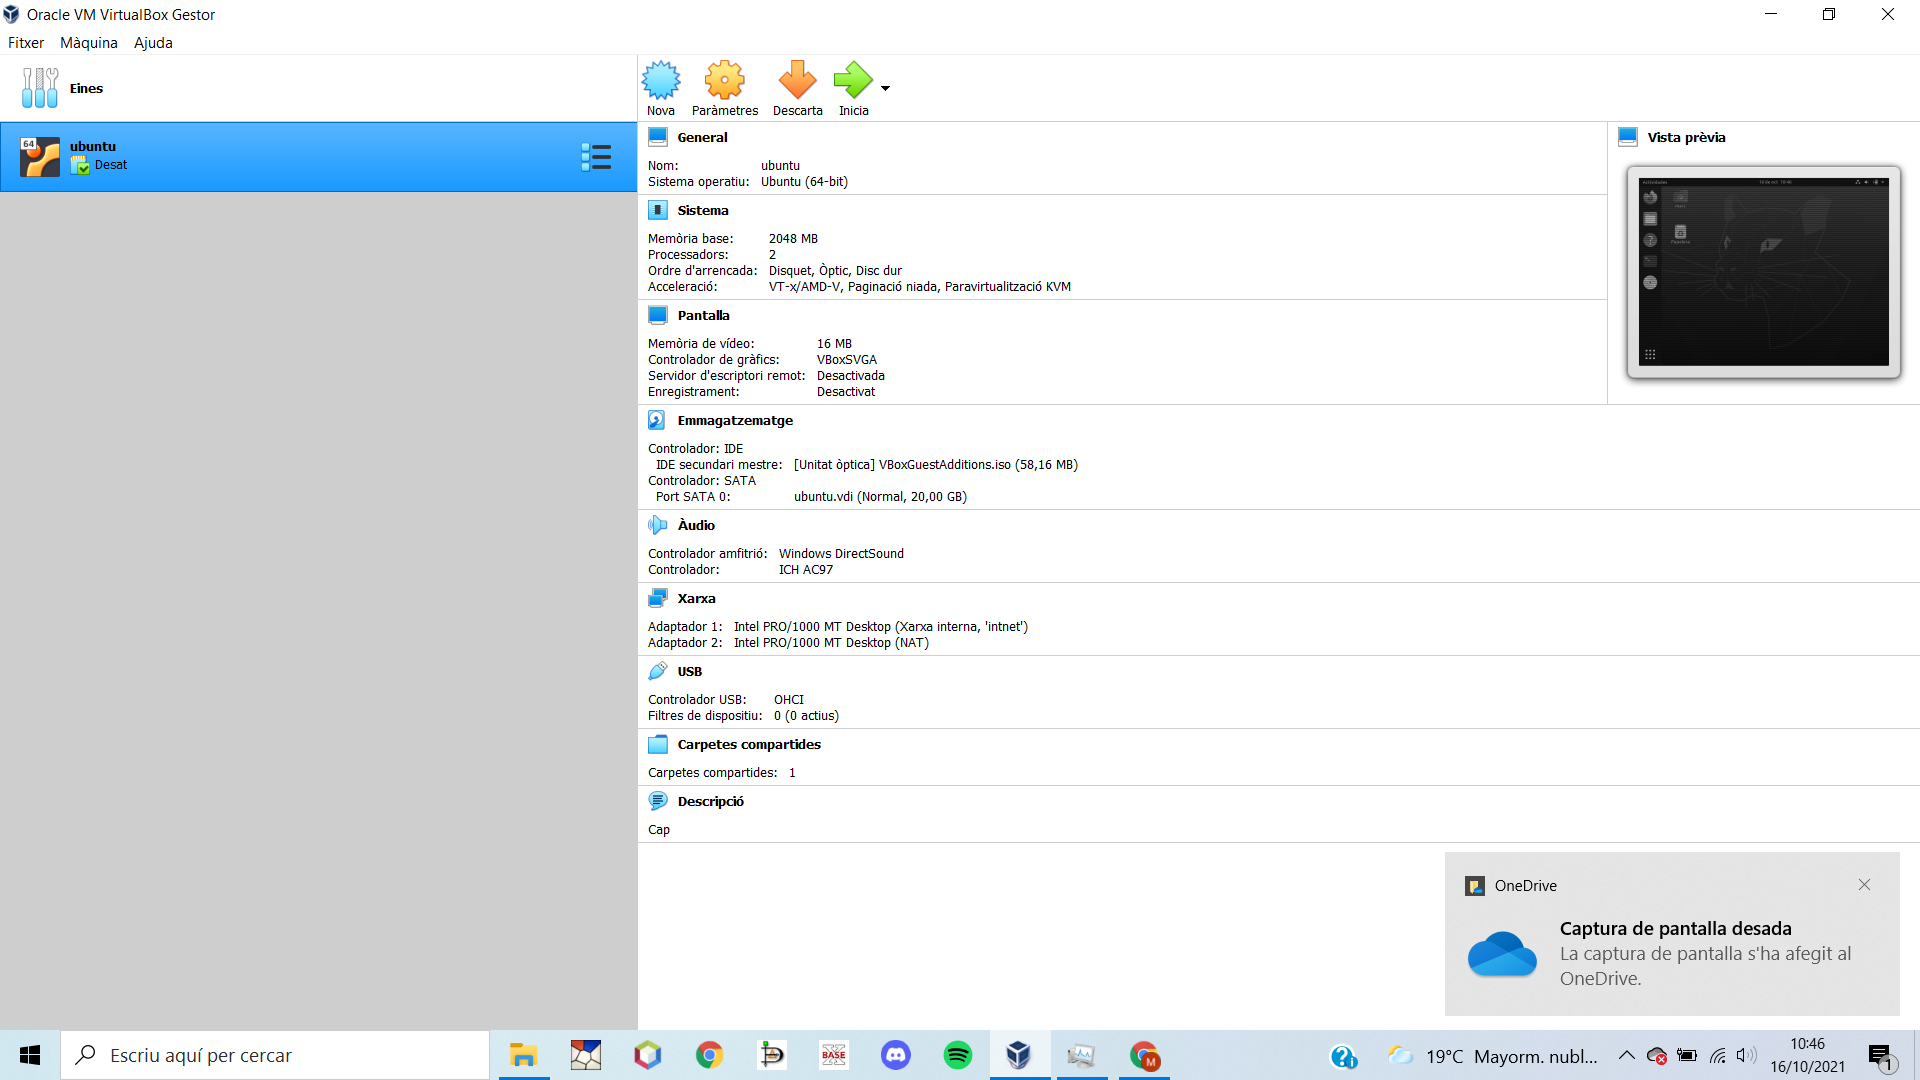 Oracle VM VirtualBox Gestor
Fitxer Màquina Ajuda
Eines
Nova Paràmetres Descarta Inicia
64
ubuntu
Desat
General
Nom: ubuntu
Sistema operatiu: Ubuntu (64-bit)
Vista prèvia
Sistema
Memòria base: 2048 MB
Processadors: 2
Ordre d'arrencada: Disquet, Òptic, Disc dur
Acceleració: VT-x/AMD-V, Paginació niada, Paravirtualització KVM
Pantalla
Memòria de vídeo: 16 MB
Controlador de gràfics: VBoxSVGA
Servidor d'escriptori remot: Desactivada
Enregistrament: Desactivat
Emmagatzematge
Controlador: IDE
IDE secundari mestre: [Unitat òptica] VBoxGuestAdditions.iso (58,16 MB)
Controlador: SATA
Port SATA 0: ubuntu.vdi (Normal, 20,00 GB)
Àudio
Controlador amfitrió: Windows DirectSound
Controlador: ICH AC97
Xarxa
Adaptador 1: Intel PRO/1000 MT Desktop (Xarxa interna, 'intnet')
Adaptador 2: Intel PRO/1000 MT Desktop (NAT)
USB
Controlador USB: OHCI
Filtres de dispositiu: 0 (0 actius)
Carpetes compartides
Carpetes compartides: 1
Descripció
Cap
OneDrive
Captura de pantalla desada
La captura de pantalla s'ha afegit al
OneDrive.
Escriu aquí per cercar
BASE
M
19°C Mayorm. nubl...
10:46
16/10/2021
1